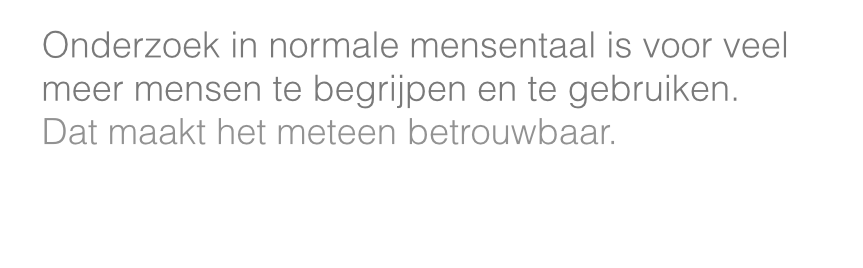 Onderzoek in normale mensentaal is voor veel
meer mensen te begrijpen en te gebruiken.
Dat maakt het meteen betrouwbaar.